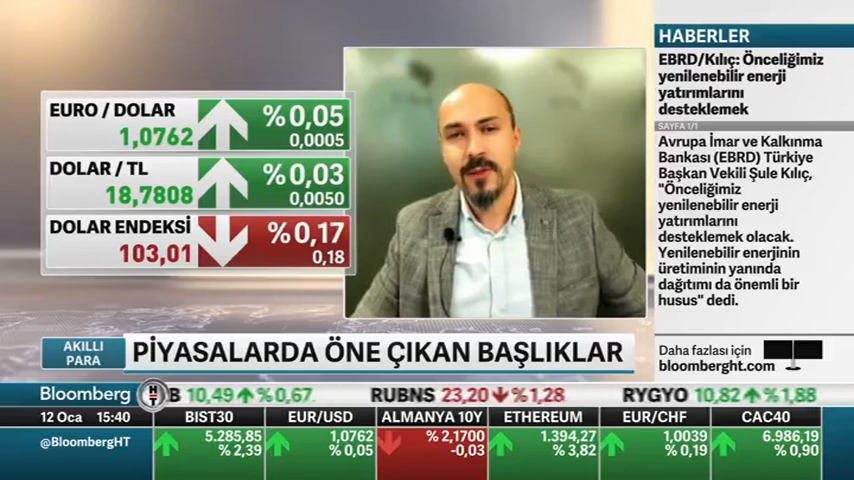 EURO / DOLAR
1,0762
%0,05
0,0005
DOLAR / TL
18,7808
%0,03
0,0050
DOLAR ENDEKSİ
103,01
%0,17
0,18
HABERLER
EBRD/Kılıç: Önceliğimiz
yenilenebilir enerji
yatırımlarını
desteklemek
SAYFA 1/1
Avrupa İmar ve Kalkınma
Bankası (EBRD) Türkiye
Başkan Vekili Şule Kılıç,
"Önceliğimiz
yenilenebilir enerji
yatırımlarını
desteklemek olacak.
Yenilenebilir enerjinin
üretiminin yanında
dağıtımı da önemli bir
husus" dedi.
AKILLI
PARA
PİYASALARDA ÖNE ÇIKAN BAŞLIKLAR
Daha fazlası için
bloomberght.com
Bloomberg HT B 10,49 %0,67 RUBNS 23,20 %1,28 RYGYO 10,82 %1,88
12 Oca 15:40 BIST30 EUR/USD ALMANYA 10Y ETHEREUM EUR/CHF CAC40
@BloombergHT 5.285,85 1,0762 % 2,1700 1.394,27 1,0039 6.986,19
% 2,39 % 0,05 -0,03 % 3,82 % 0,19 % 0,90